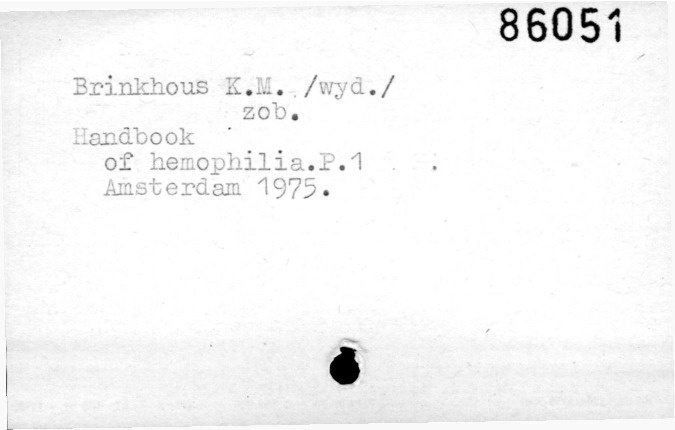 86051
Brinkhous K.M. /wyd./
zob.
Handbook
of hemophilia.P.1
Amsterdam 1975.